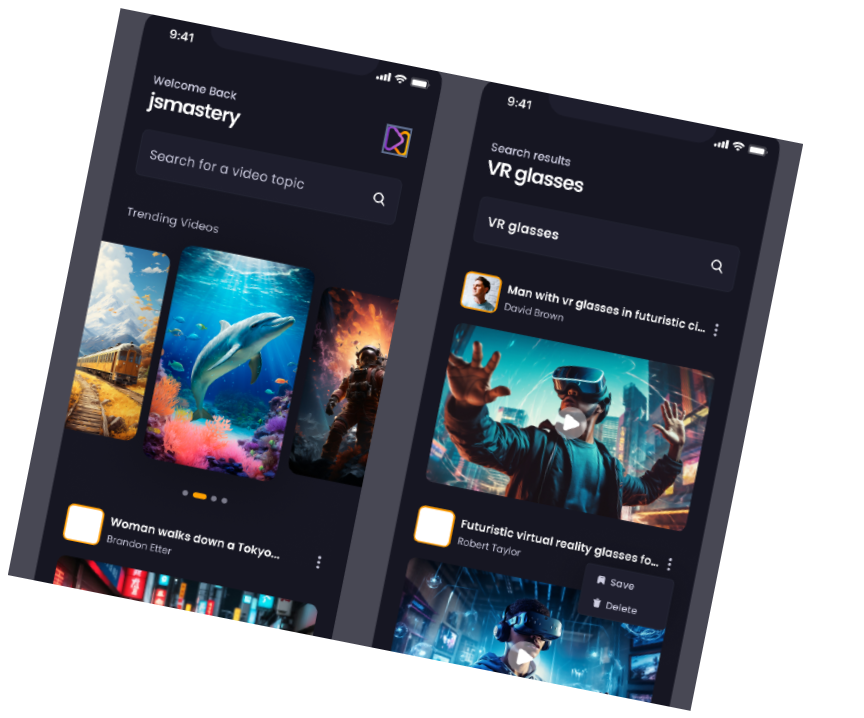 9:41
Welcome Back
jsmastery
Search for a video topic
Trending Videos
Woman walks down a Tokyo...
Brandon Etter
9:41
Search results
VR glasses
VR glasses
Man with vr glasses in futuristic ci...
David Brown
Futuristic virtual reality glasses fo...
Robert Taylor
Save
Delete